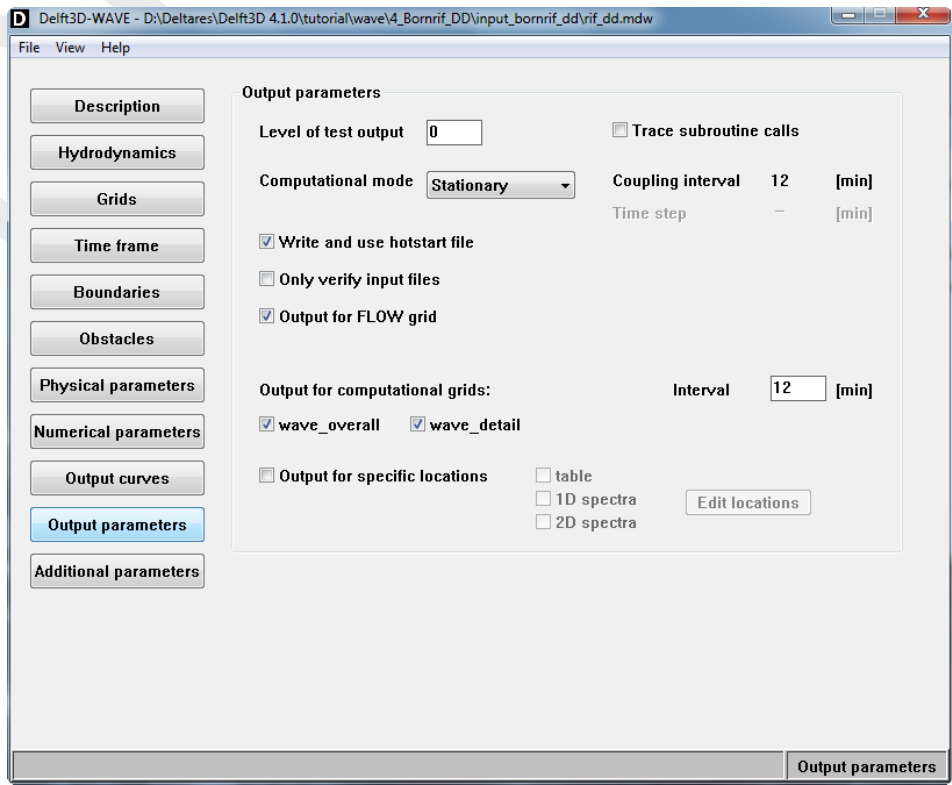 D Delft3D-WAVE - D:\Deltares\Delft3D 4.1.0\tutorial\wave\4_Bornrif_DD\input_bornrif_dd\rif_dd.mdw
File View Help
Description
Hydrodynamics
Grids
Time frame
Boundaries
Obstacles
Physical parameters
Numerical parameters
Output curves
Output parameters
Additional parameters
Output parameters
Level of test output 0 Trace subroutine calls
Computational mode Stationary Coupling interval 12 [min]
Time step – [min]
Write and use hotstart file
Only verify input files
Output for FLOW grid
Output for computational grids: Interval 12 [min]
wave_overall wave_detail
Output for specific locations table
1D spectra Edit locations
2D spectra
Output parameters